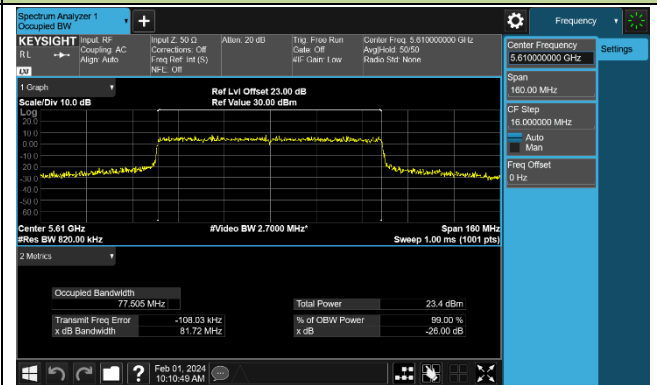 Spectrum Analyzer 1
Occupied BW
Frequency
KEYSIGHT
RL
LXI
Input: RF
Coupling: AC
Align: Auto
Input Z: 50 Ω
Corrections: Off
Freq Ref: Int (S)
NFE: Off
Atten: 20 dB
Trig: Free Run
Gate: Off
#IF Gain: Low
Center Freq: 5.610000000 GHz
Avg|Hold: 50/50
Radio Std: None
Center Frequency
5.610000000 GHz
Settings
Span
160.00 MHz
CF Step
16.000000 MHz
Auto
Man
Freq Offset
0 Hz
1 Graph
Scale/Div 10.0 dB
Ref Lvl Offset 23.00 dB
Ref Value 30.00 dBm
Log
20.0
10.0
0.00
-10.0
-20.0
-30.0
-40.0
-50.0
-60.0
Center 5.61 GHz
#Video BW 2.7000 MHz*
Span 160 MHz
#Res BW 820.00 kHz
Sweep 1.00 ms (1001 pts)
2 Metrics
Occupied Bandwidth
77.505 MHz
Total Power 23.4 dBm
Transmit Freq Error -108.03 kHz
% of OBW Power 99.00 %
x dB Bandwidth 81.72 MHz
x dB -26.00 dB
?
Feb 01, 2024
10:10:49 AM